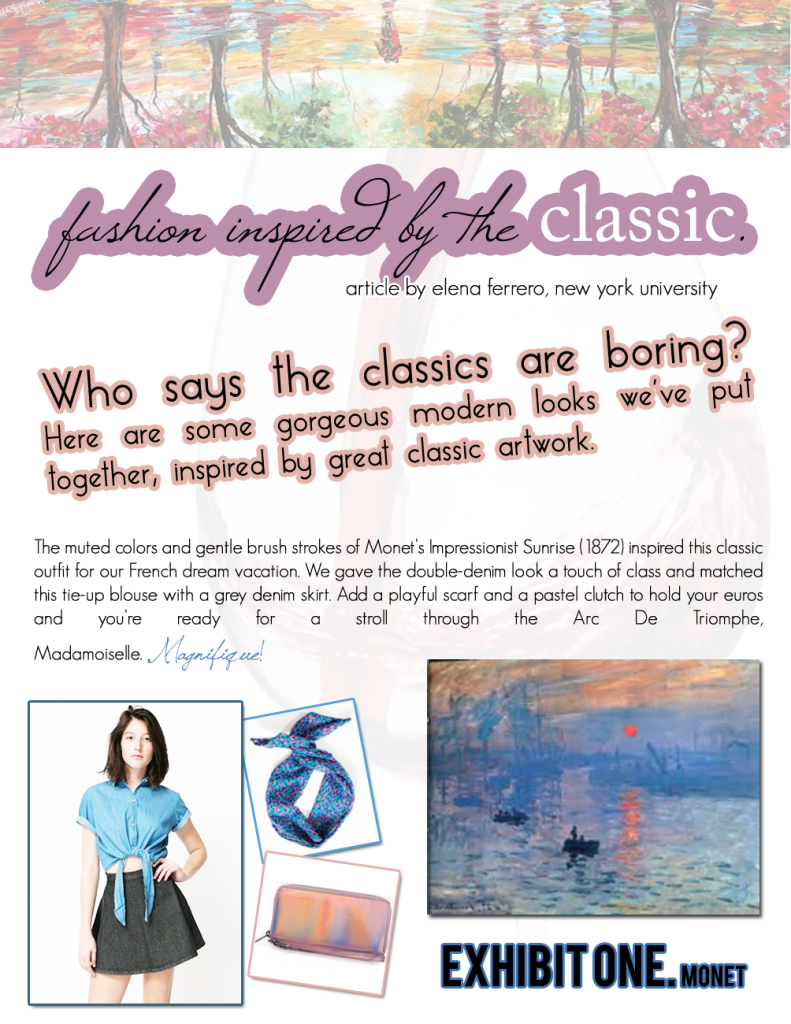 fashion inspired by the classic.
article by elena ferrero, new york university
Who says the classics are boring?
Here are some gorgeous modern looks we've put
together, inspired by great classic artwork.
The muted colors and gentle brush strokes of Monet's Impressionist Sunrise (1872) inspired this classic
outfit for our French dream vacation. We gave the double-denim look a touch of class and matched
this tie-up blouse with a grey denim skirt. Add a playful scarf and a pastel clutch to hold your euros
and you're ready for a stroll through the Arc De Triomphe,
Madamoiselle. Magnifique!
EXHIBIT ONE. MONET